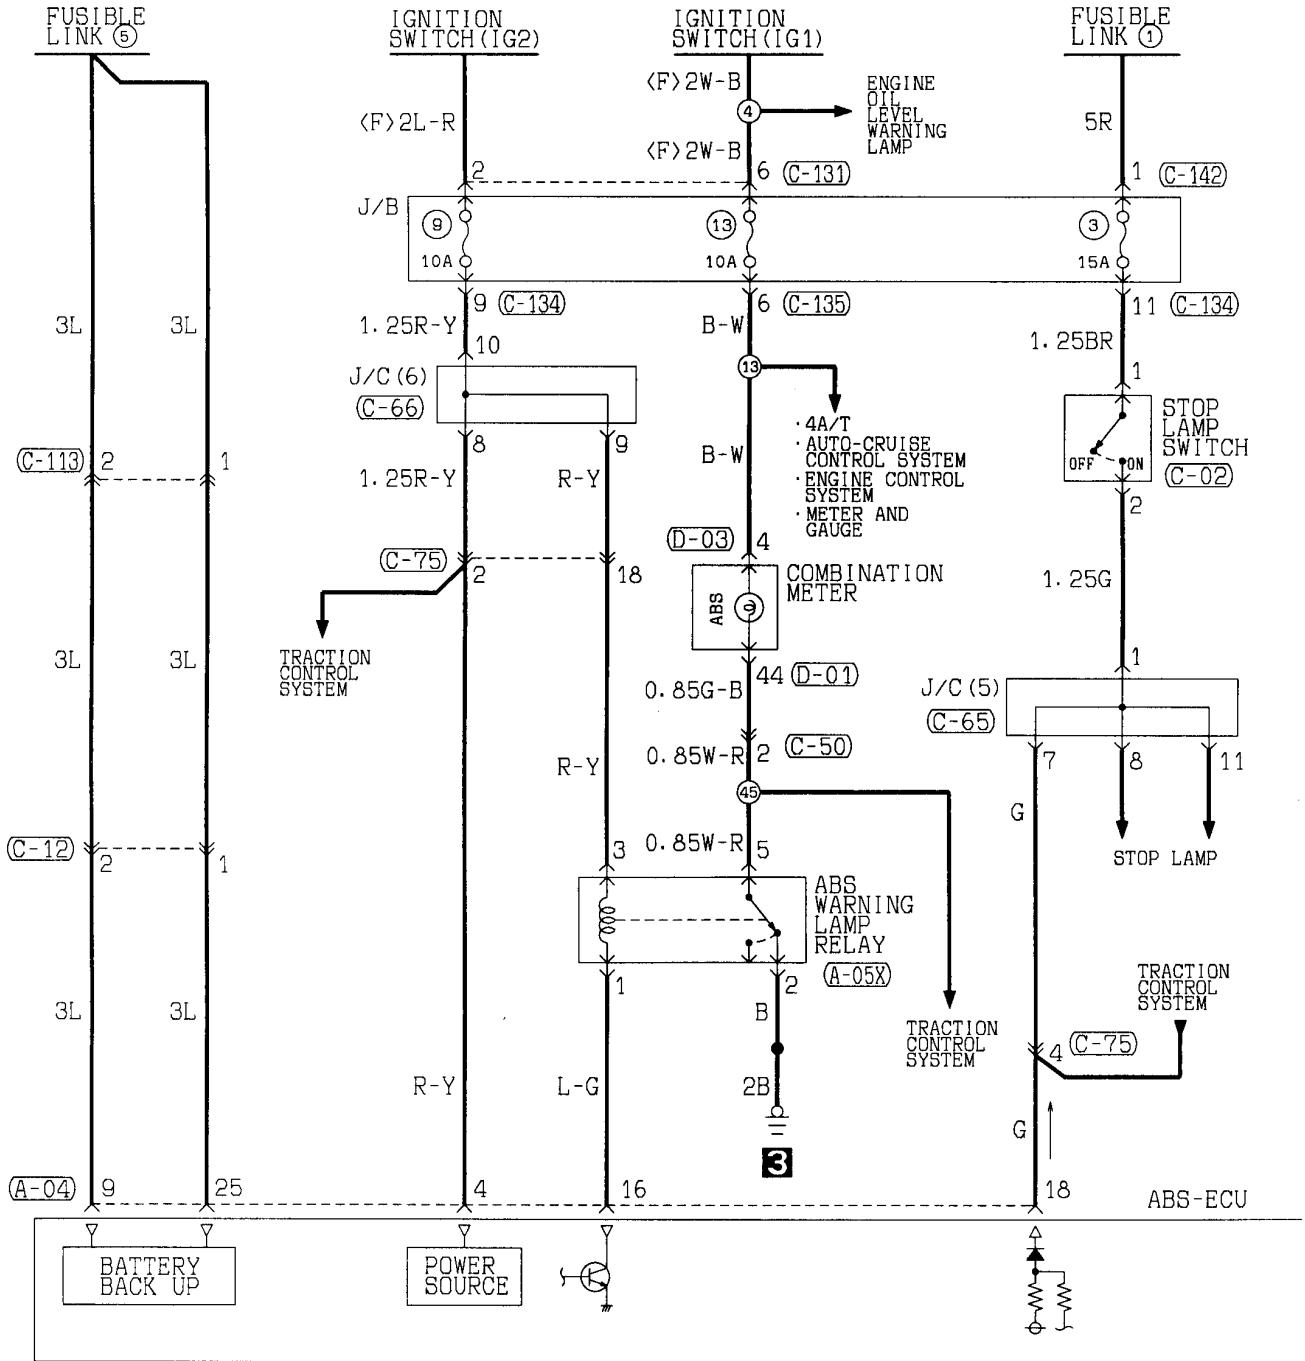 FUSIBLE
LINK ⑤
IGNITION
SWITCH(IG2)
IGNITION
SWITCH(IG1)
FUSIBLE
LINK ①
<F>2L-R
<F>2W-B
4
ENGINE
OIL
LEVEL
WARNING
LAMP
<F>2W-B
5R
2
6
C-131
1
C-142
J/B
9
10A
13
10A
3
15A
9
C-134
6
C-135
11
C-134
3L
3L
1.25R-Y
B-W
1.25BR
10
13
1
J/C(6)
C-66
8
9
·4A/T
·AUTO-CRUISE
CONTROL SYSTEM
·ENGINE CONTROL
SYSTEM
·METER AND
GAUGE
OFF
ON
STOP
LAMP
SWITCH
C-02
2
C-113
2
1
1.25R-Y
R-Y
B-W
D-03
4
C-75
2
18
ABS
COMBINATION
METER
1.25G
TRACTION
CONTROL
SYSTEM
3L
3L
44
D-01
0.85G-B
1
J/C(5)
C-65
7
8
11
R-Y
0.85W-R
2
C-50
45
G
STOP LAMP
C-12
2
1
3
0.85W-R
5
ABS
WARNING
LAMP
RELAY
A-05X
1
2
3L
3L
B
TRACTION
CONTROL
SYSTEM
TRACTION
CONTROL
SYSTEM
4
C-75
R-Y
L-G
2B
3
G
A-04
9
25
4
16
18
ABS-ECU
BATTERY
BACK UP
POWER
SOURCE